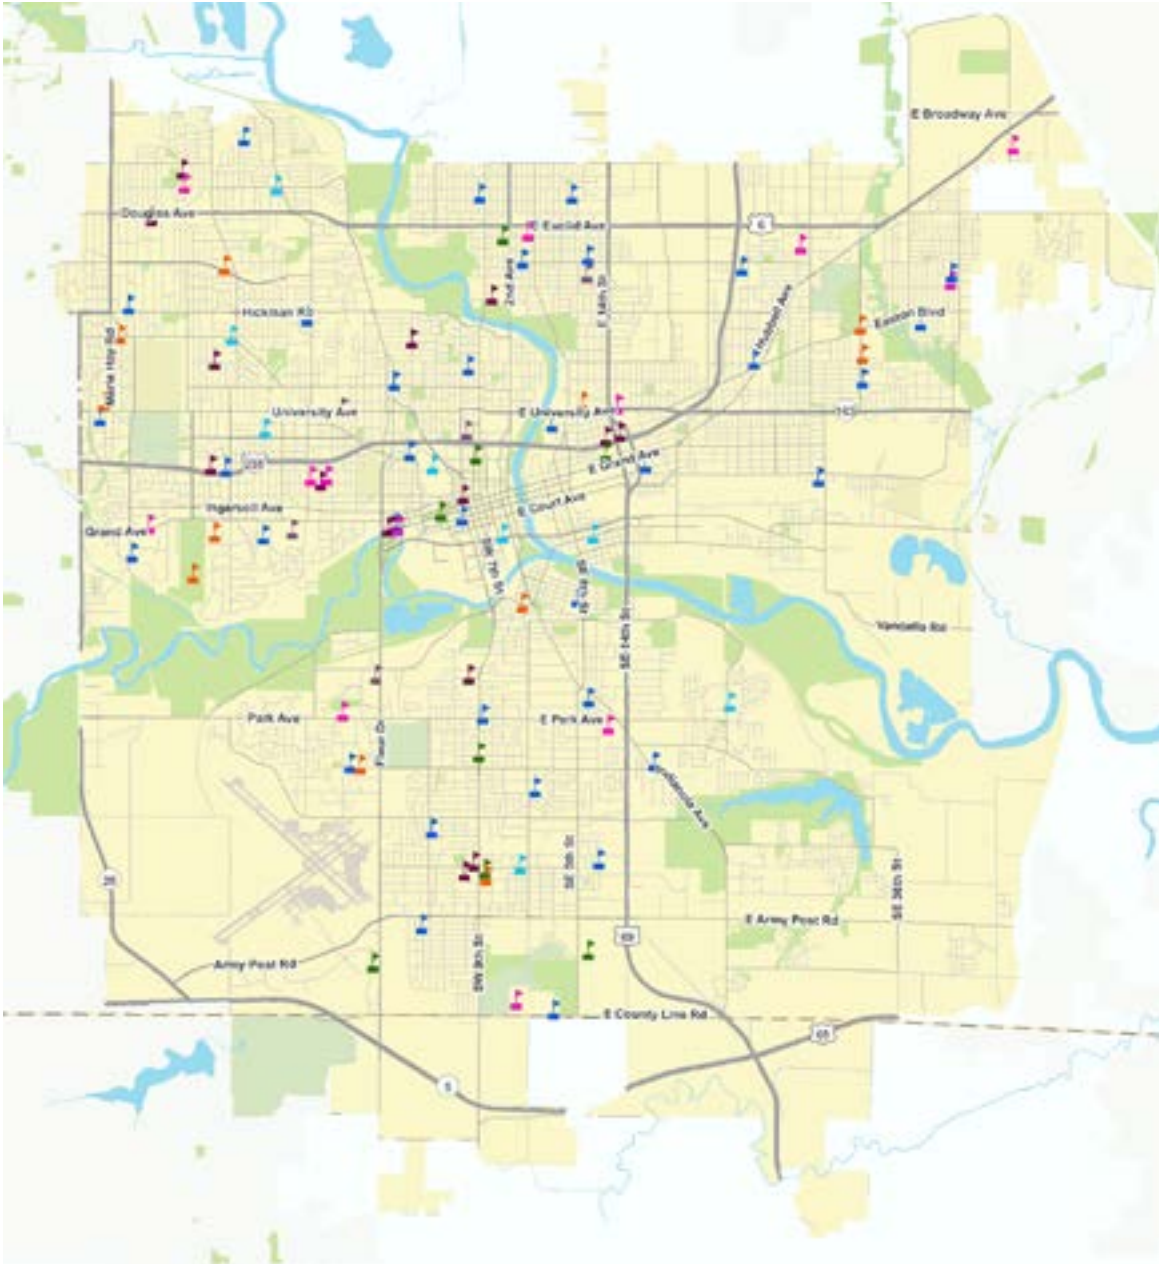 E Broadway Ave
Douglas Ave
E Euclid Ave
6
2nd Ave
E 14th St
Hubbell Ave
Hickman Rd
Easton Blvd
Merle Hay Rd
University Ave
E University Ave
163
235
E Grand Ave
Ingersoll Ave
E Court Ave
Grand Ave
SW 7th St
SE 6th St
SE 14th St
Vandalia Rd
Park Ave
E Park Ave
Fleur Dr
Indianola Ave
SE 5th St
SE 36th St
E Army Post Rd
69
Army Post Rd
SW 9th St
E County Line Rd
65
5